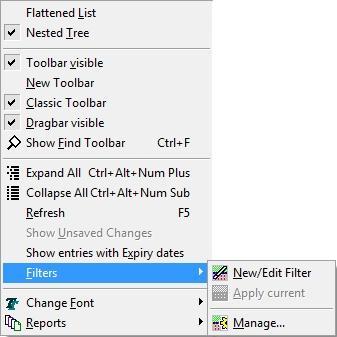 Flattened List
Nested Tree
Toolbar visible
New Toolbar
Classic Toolbar
Dragbar visible
Show Find Toolbar Ctrl+F
Expand All Ctrl+Alt+Num Plus
Collapse All Ctrl+Alt+Num Sub
Refresh F5
Show Unsaved Changes
Show entries with Expiry dates
Filters
New/Edit Filter
Apply current
Change Font
Reports
Manage...